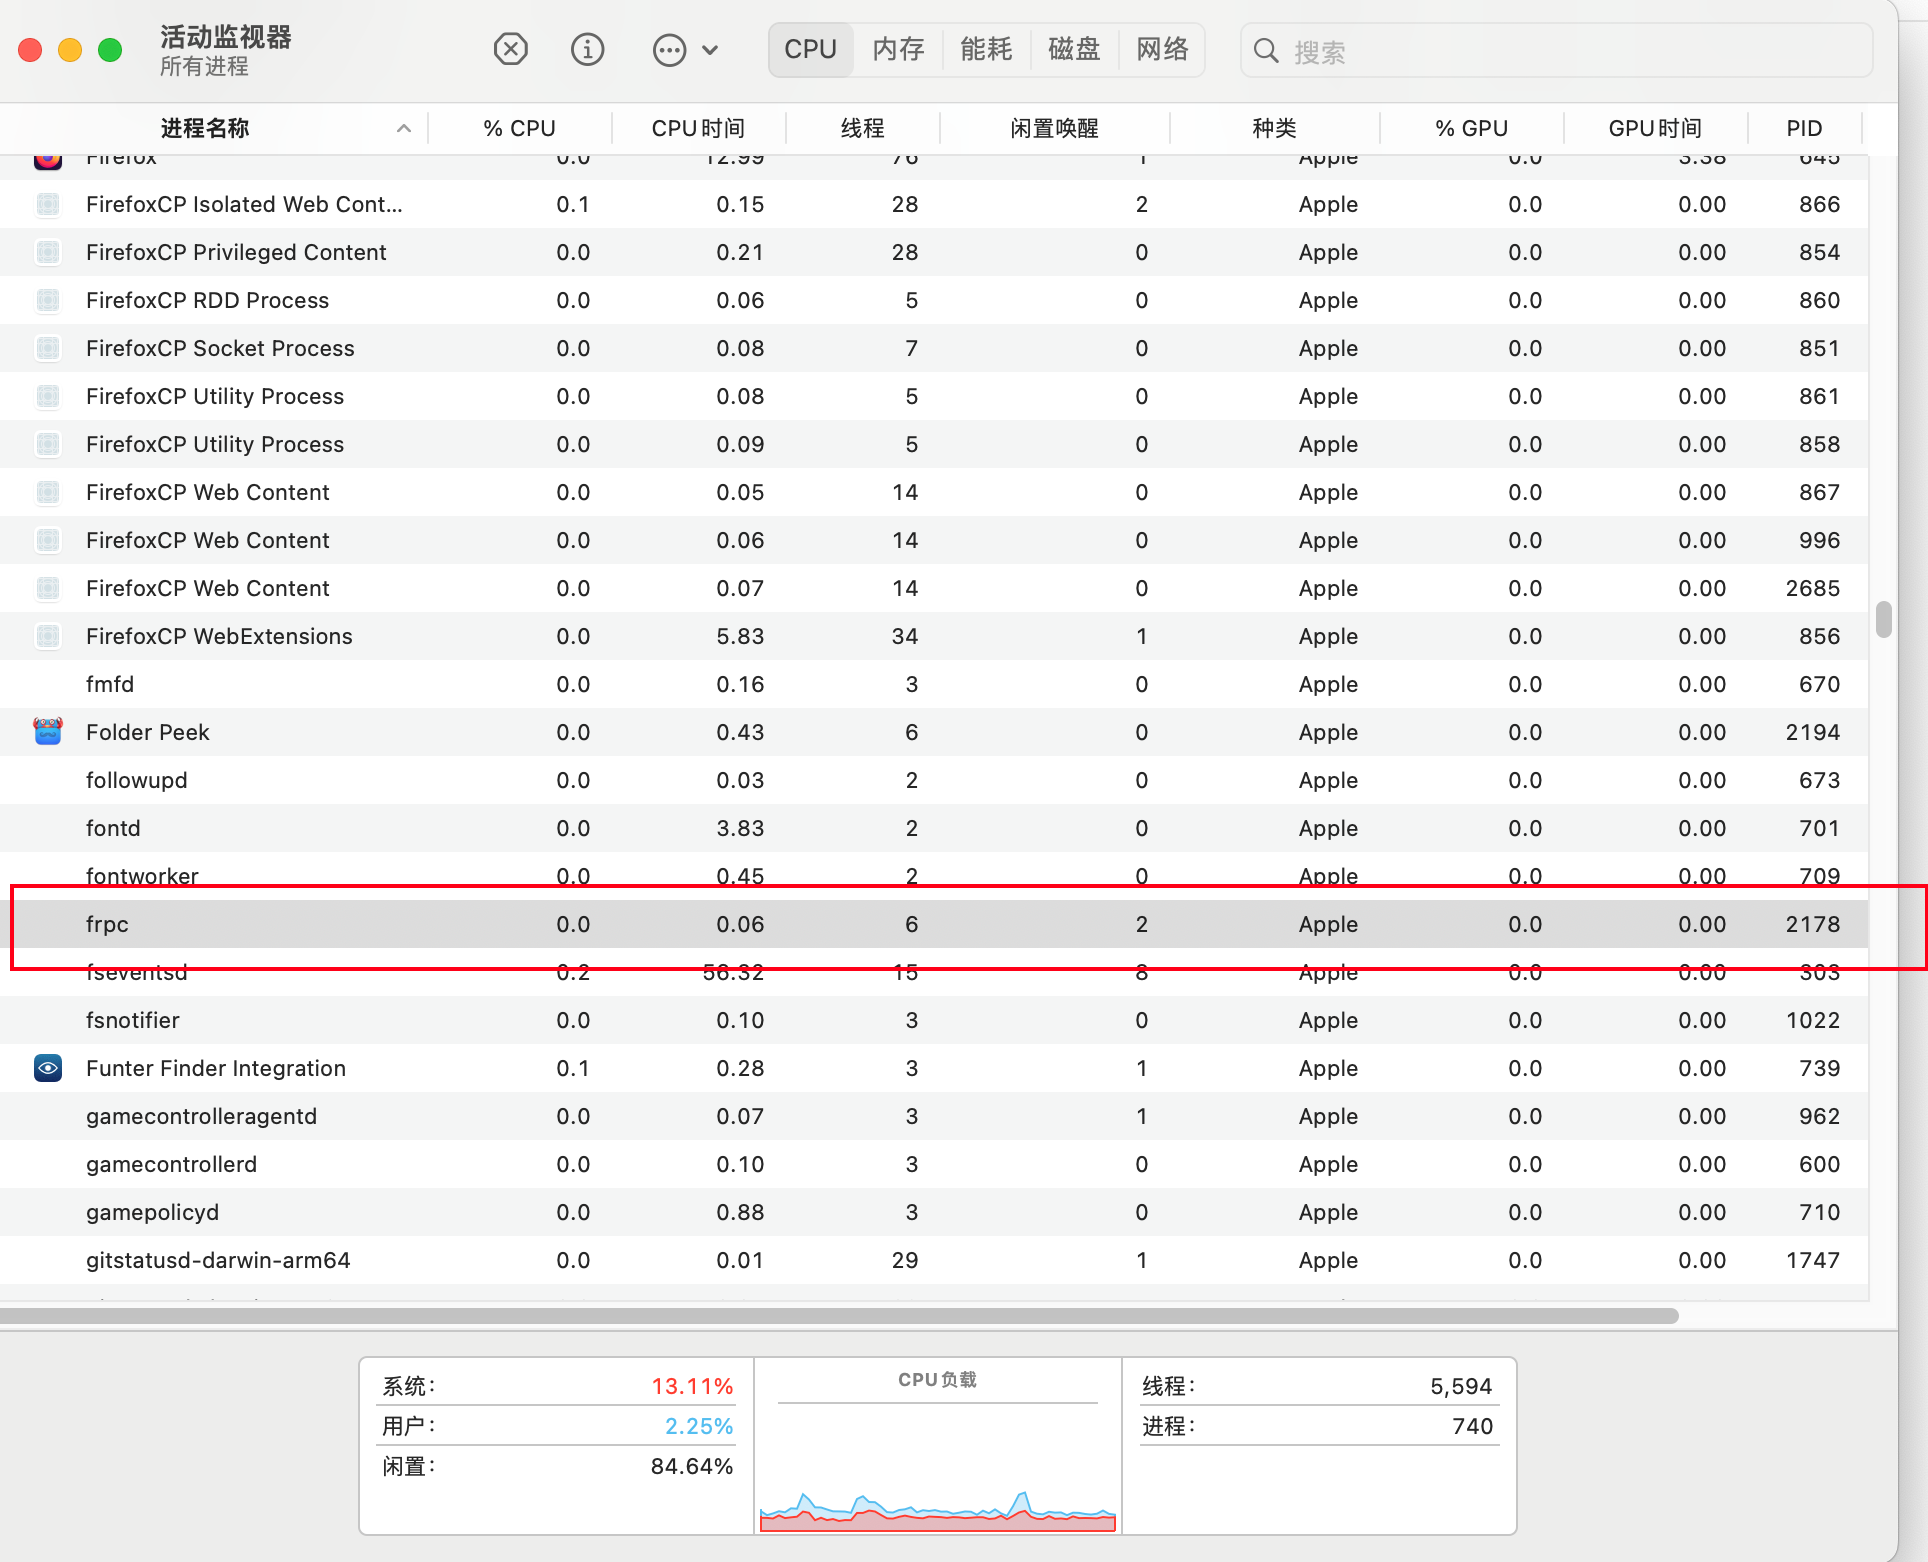 活动监视器
所有进程
CPU 内存 能耗 磁盘 网络 搜索
进程名称 % CPU CPU 时间 线程 闲置唤醒 种类 % GPU GPU 时间 PID
Firefox 0.0 12.99 76 1 Apple 0.0 3.38 645
FirefoxCP Isolated Web Cont... 0.1 0.15 28 2 Apple 0.0 0.00 866
FirefoxCP Privileged Content 0.0 0.21 28 0 Apple 0.0 0.00 854
FirefoxCP RDD Process 0.0 0.06 5 0 Apple 0.0 0.00 860
FirefoxCP Socket Process 0.0 0.08 7 0 Apple 0.0 0.00 851
FirefoxCP Utility Process 0.0 0.08 5 0 Apple 0.0 0.00 861
FirefoxCP Utility Process 0.0 0.09 5 0 Apple 0.0 0.00 858
FirefoxCP Web Content 0.0 0.05 14 0 Apple 0.0 0.00 867
FirefoxCP Web Content 0.0 0.06 14 0 Apple 0.0 0.00 996
FirefoxCP Web Content 0.0 0.07 14 0 Apple 0.0 0.00 2685
FirefoxCP WebExtensions 0.0 5.83 34 1 Apple 0.0 0.00 856
fmfd 0.0 0.16 3 0 Apple 0.0 0.00 670
Folder Peek 0.0 0.43 6 0 Apple 0.0 0.00 2194
followupd 0.0 0.03 2 0 Apple 0.0 0.00 673
fontd 0.0 3.83 2 0 Apple 0.0 0.00 701
fontworker 0.0 0.45 2 0 Apple 0.0 0.00 709
frpc 0.0 0.06 6 2 Apple 0.0 0.00 2178
fseventsd 0.2 56.32 15 8 Apple 0.0 0.00 303
fsnotifier 0.0 0.10 3 0 Apple 0.0 0.00 1022
Funter Finder Integration 0.1 0.28 3 1 Apple 0.0 0.00 739
gamecontrolleragentd 0.0 0.07 3 1 Apple 0.0 0.00 962
gamecontrollerd 0.0 0.10 3 0 Apple 0.0 0.00 600
gamepolicyd 0.0 0.88 3 0 Apple 0.0 0.00 710
gitstatusd-darwin-arm64 0.0 0.01 29 1 Apple 0.0 0.00 1747
系统： 13.11% CPU 负载 线程： 5,594
用户： 2.25% 进程： 740
闲置： 84.64%